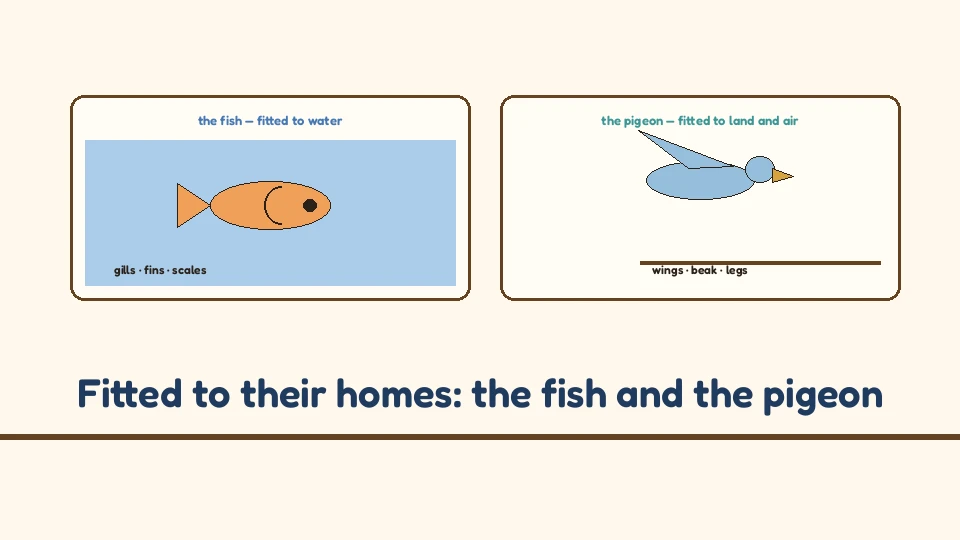 the fish – fitted to water
the pigeon – fitted to land and air
gills · fins · scales
wings · beak · legs
Fitted to their homes: the fish and the pigeon